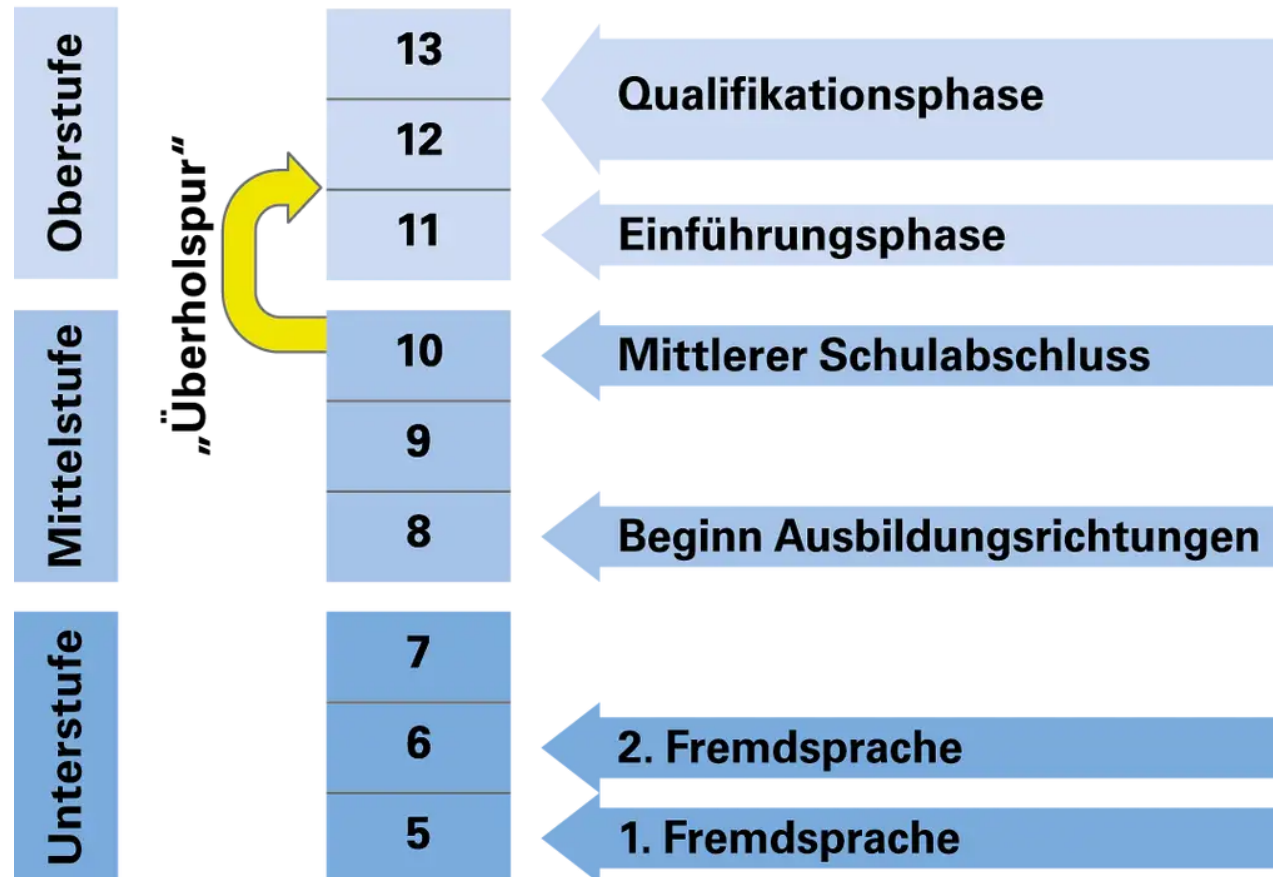 Oberstufe
13
Qualifikationsphase
12
11
Einführungsphase
„Überholspur“
Mittelstufe
10
Mittlerer Schulabschluss
9
8
Beginn Ausbildungsrichtungen
Unterstufe
7
6
2. Fremdsprache
5
1. Fremdsprache